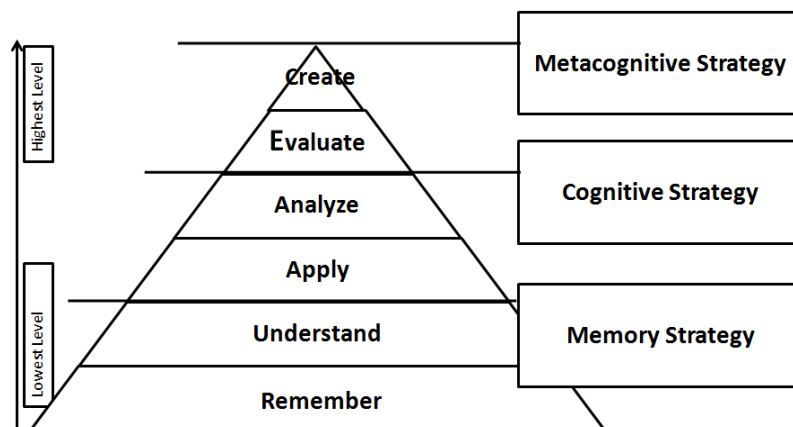 Highest Level
Create
Metacognitive Strategy
Evaluate
Cognitive Strategy
Analyze
Apply
Lowest Level
Understand
Memory Strategy
Remember